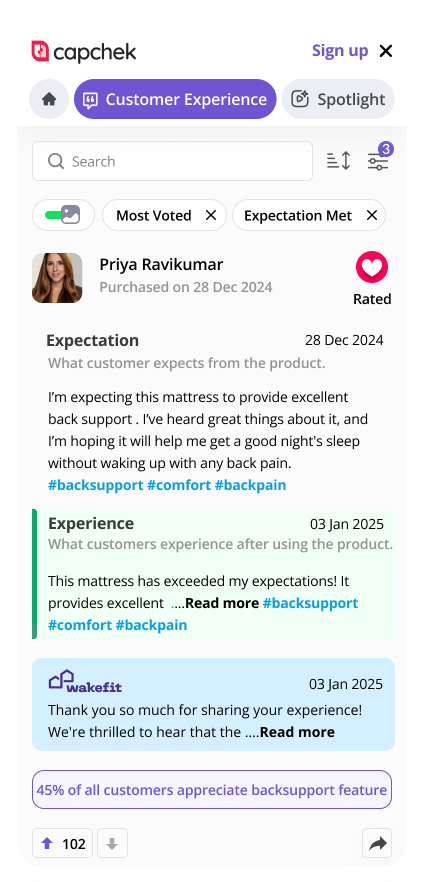 capchek
Sign up
Customer Experience
Spotlight
Search
3
Most Voted
Expectation Met
Priya Ravikumar
Purchased on 28 Dec 2024
Rated
Expectation
28 Dec 2024
What customer expects from the product.
I’m expecting this mattress to provide excellent
back support . I’ve heard great things about it, and
I’m hoping it will help me get a good night's sleep
without waking up with any back pain.
#backsupport #comfort #backpain
Experience
03 Jan 2025
What customers experience after using the product.
This mattress has exceeded my expectations! It
provides excellent ....Read more #backsupport
#comfort #backpain
wakefit
03 Jan 2025
Thank you so much for sharing your experience!
We're thrilled to hear that the ....Read more
45% of all customers appreciate backsupport feature
102